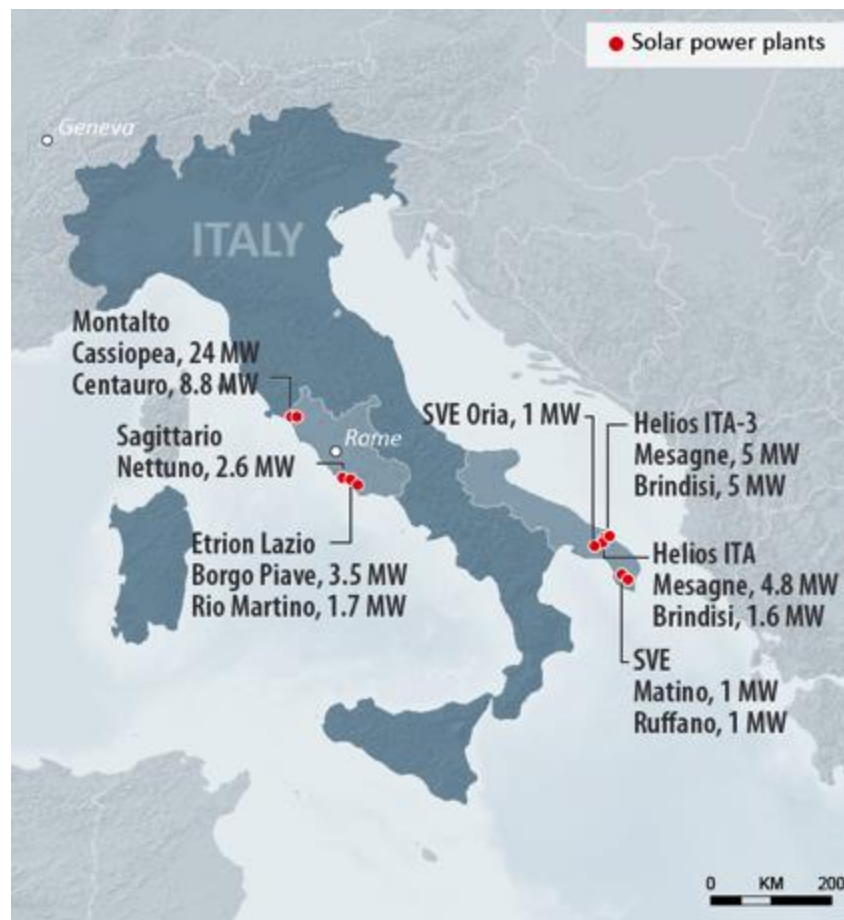 Solar power plants
Geneva
ITALY
Montalto
Cassiopea, 24 MW
Centauro, 8.8 MW
Sagittario
Nettuno, 2.6 MW
Rome
SVE Oria, 1 MW
Helios ITA-3
Mesagne, 5 MW
Brindisi, 5 MW
Etrion Lazio
Borgo Piave, 3.5 MW
Rio Martino, 1.7 MW
Helios ITA
Mesagne, 4.8 MW
Brindisi, 1.6 MW
SVE
Matino, 1 MW
Ruffano, 1 MW
0 KM 200